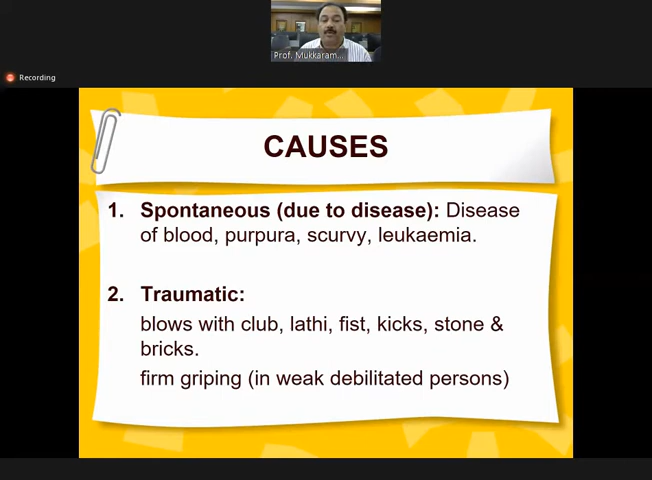 Prof. Mukkaram...
Recording
CAUSES
1. Spontaneous (due to disease): Disease
of blood, purpura, scurvy, leukaemia.
2. Traumatic:
blows with club, lathi, fist, kicks, stone &
bricks.
firm griping (in weak debilitated persons)